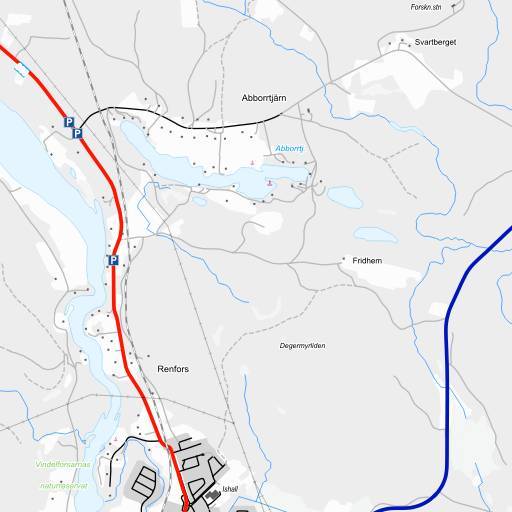 Forskn.stn
Svartberget
Abborrtjärn
P
P
Abborrtj
P
Fridhem
Degermyrliden
Renfors
Vindelforsarnas
naturreservat
Ishall